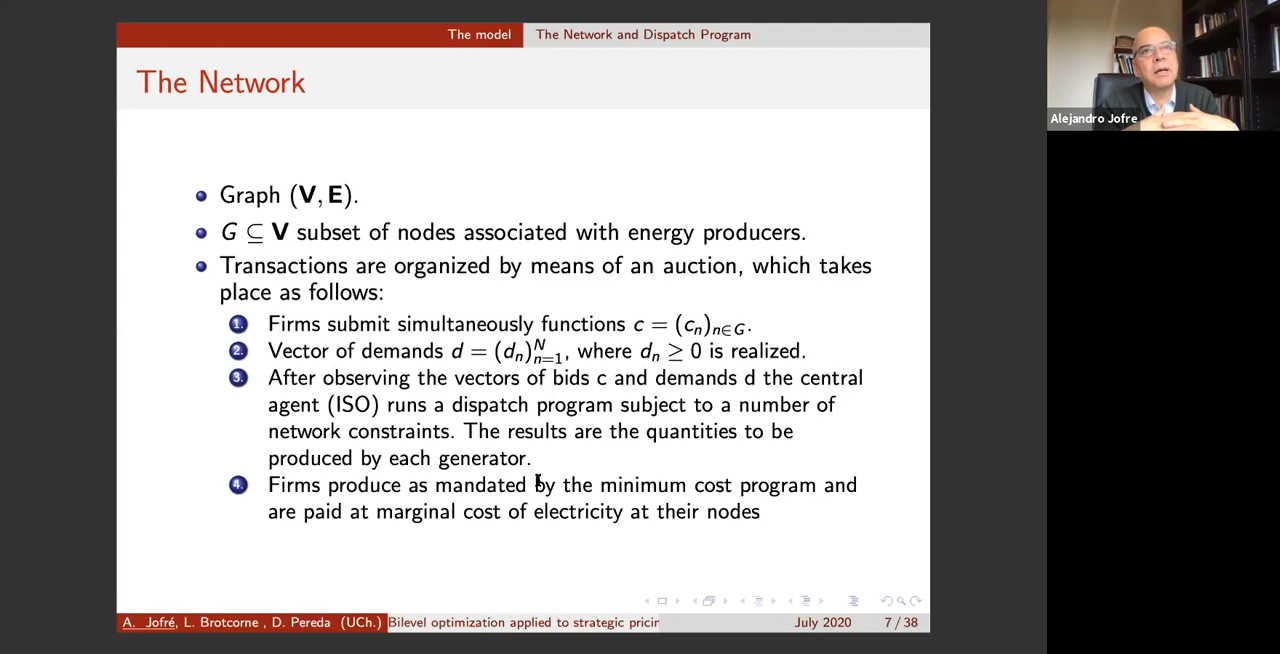 The model
The Network and Dispatch Program
The Network
Graph (V, E).
G ⊆ V subset of nodes associated with energy producers.
Transactions are organized by means of an auction, which takes
place as follows:
1. Firms submit simultaneously functions c = (cₙ)ₙ∈G.
2. Vector of demands d = (dₙ)ᴺₙ₌₁, where dₙ ≥ 0 is realized.
3. After observing the vectors of bids c and demands d the central
agent (ISO) runs a dispatch program subject to a number of
network constraints. The results are the quantities to be
produced by each generator.
4. Firms produce as mandated by the minimum cost program and
are paid at marginal cost of electricity at their nodes
A. Jofré, L. Brotcorne , D. Pereda (UCh.)
Bilevel optimization applied to strategic pricin
July 2020
7 / 38
Alejandro Jofre